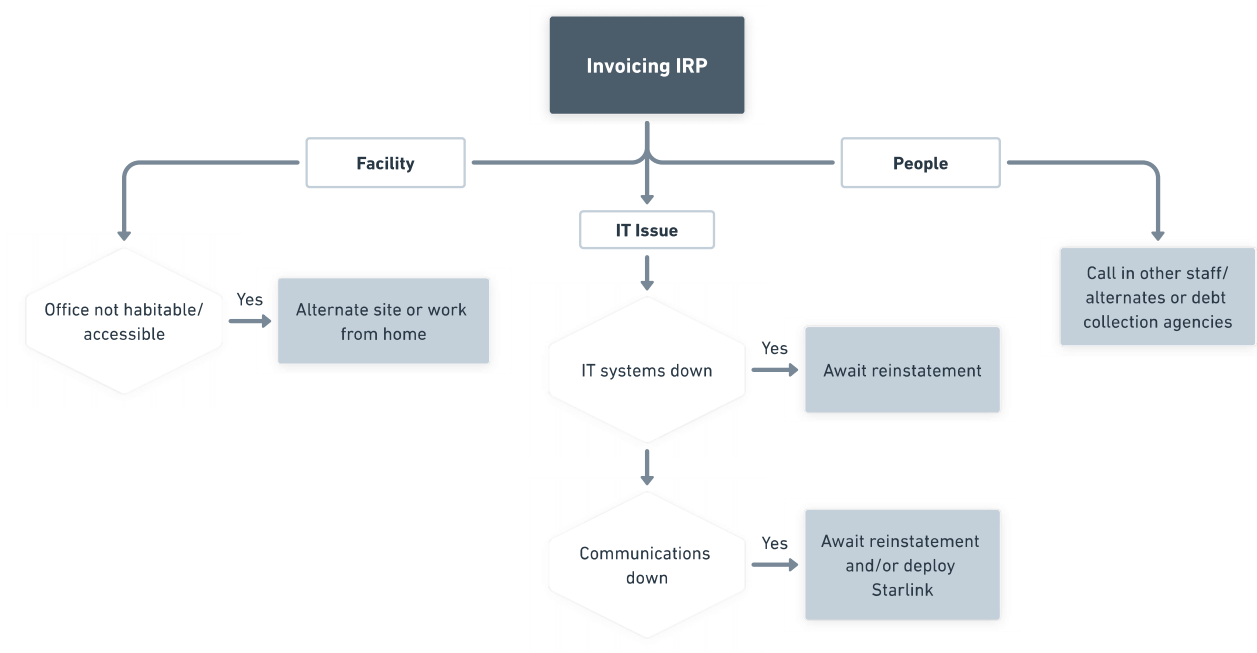 Invoicing IRP
Facility
People
IT Issue
Office not habitable/
accessible
Yes
Alternate site or work
from home
Call in other staff/
alternates or debt
collection agencies
IT systems down
Yes
Await reinstatement
Communications
down
Yes
Await reinstatement
and/or deploy
Starlink